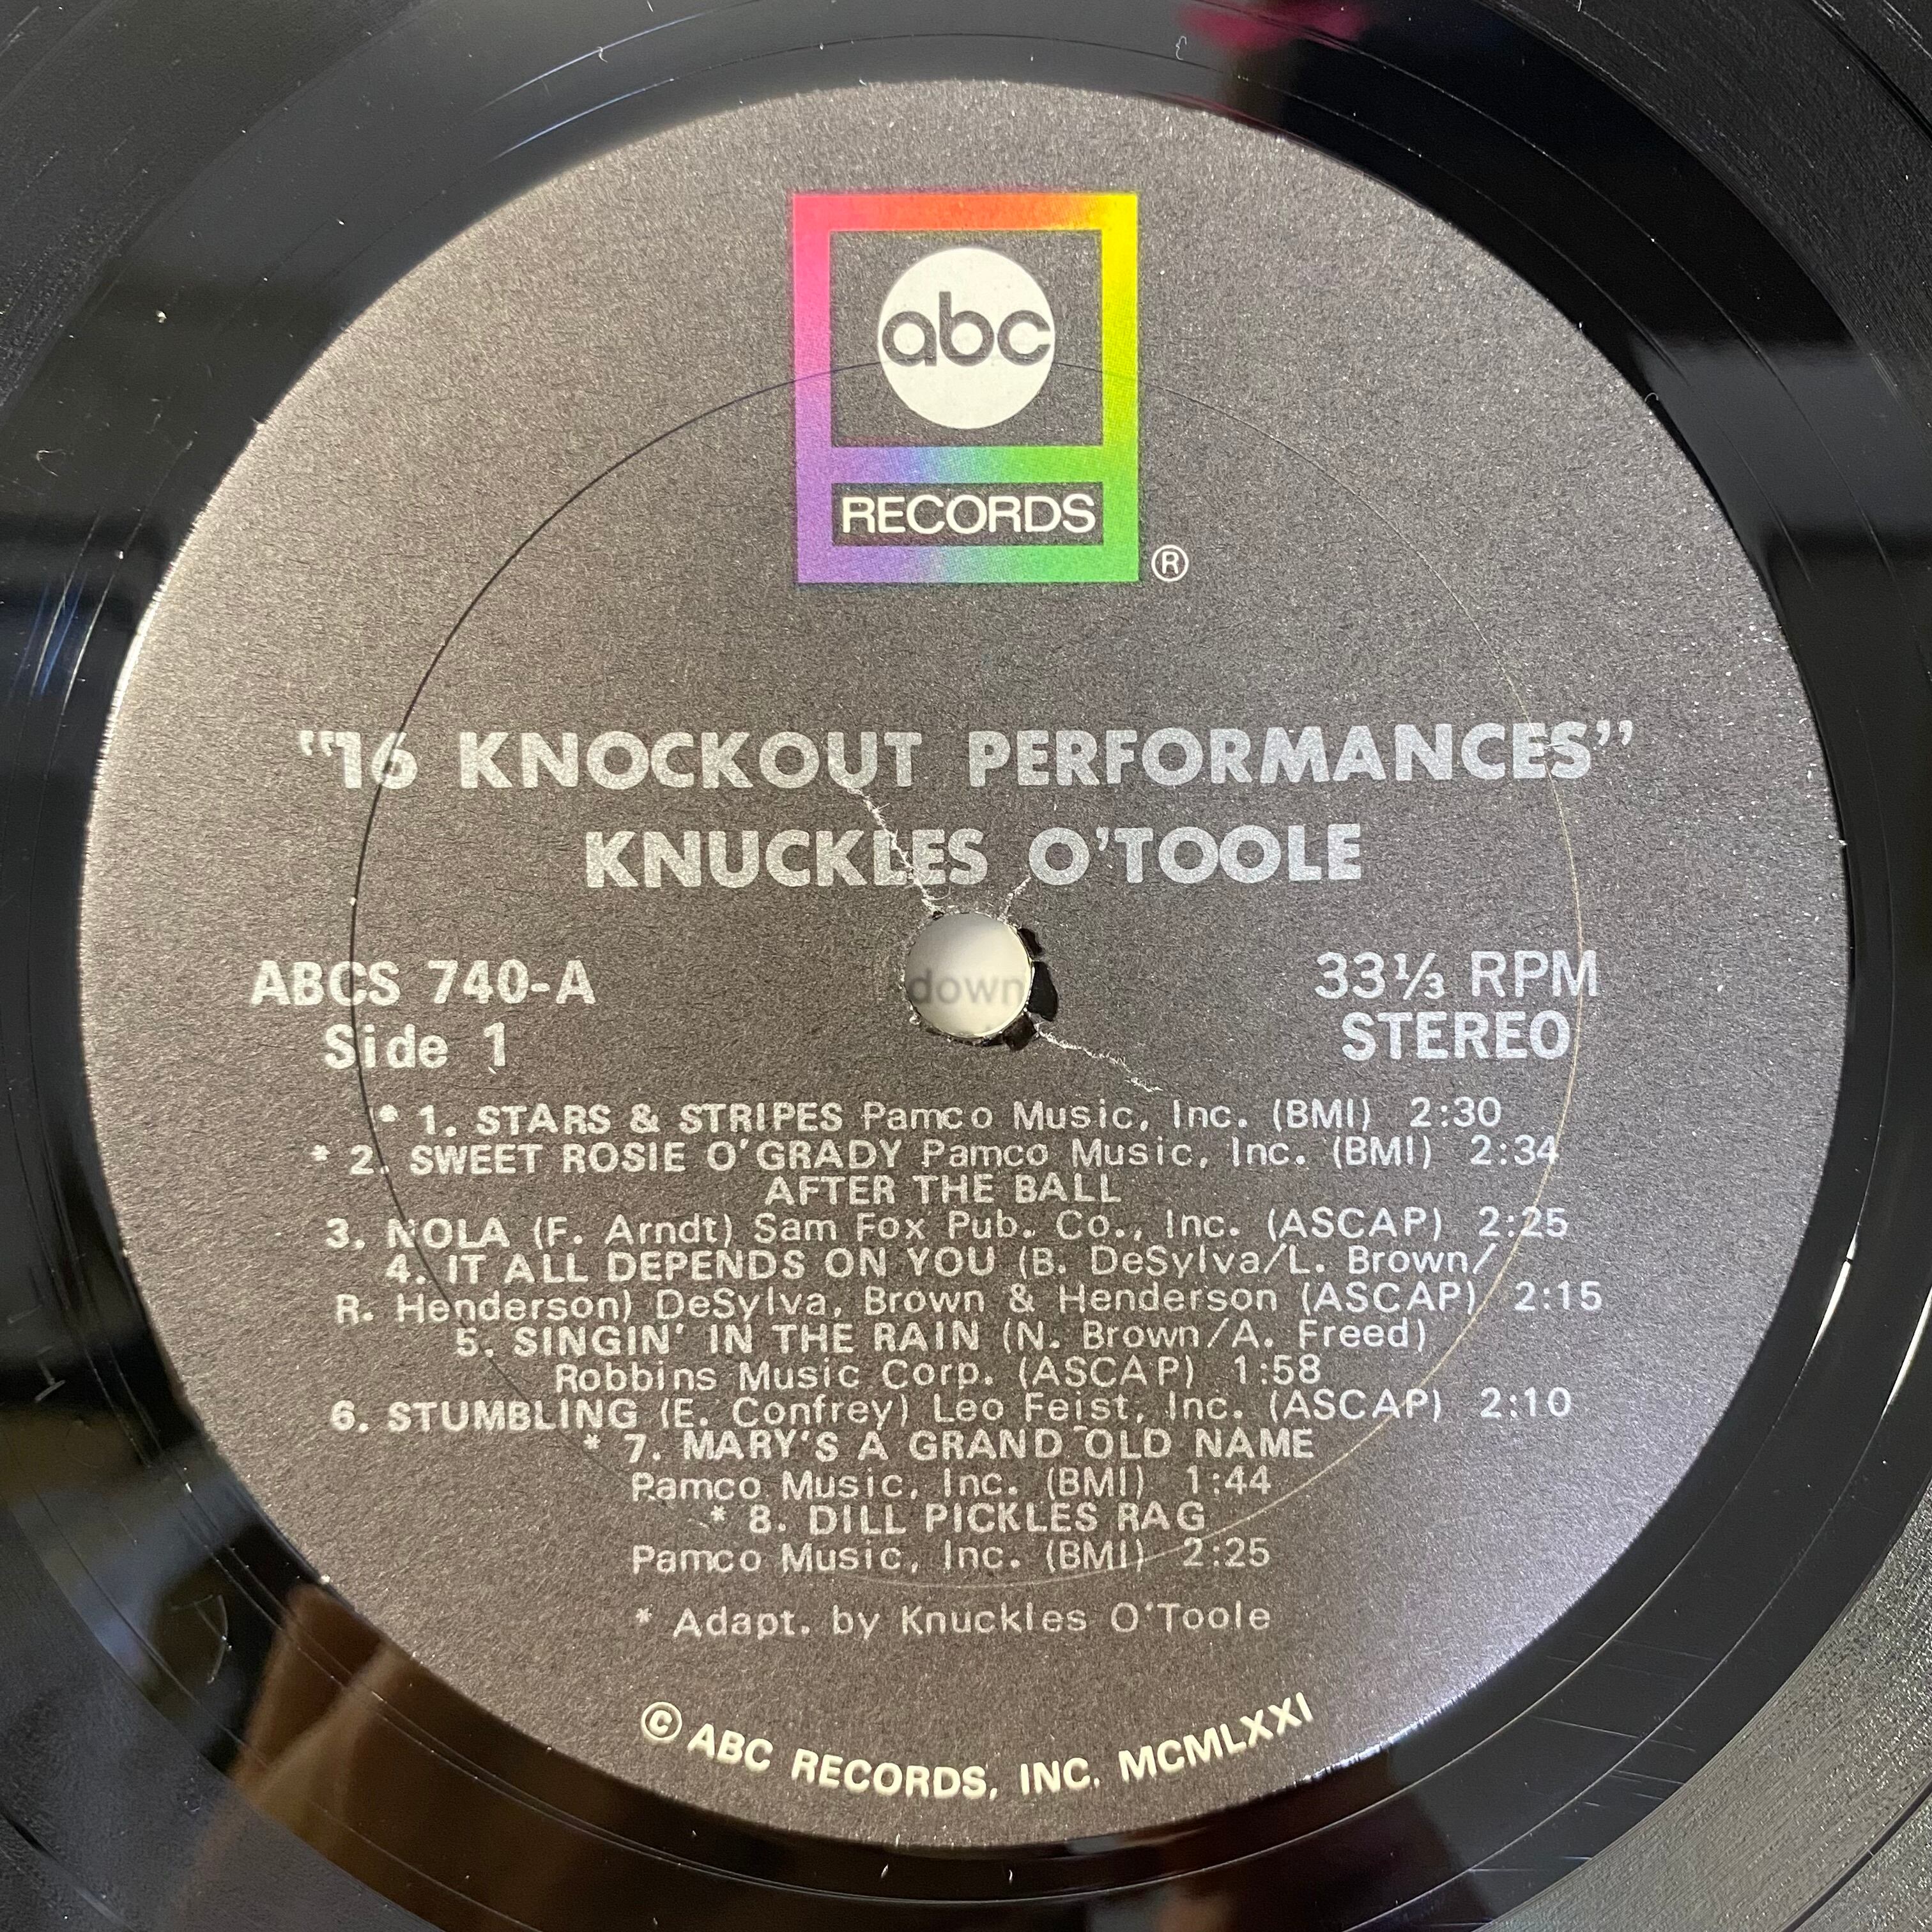 abc
RECORDS
®
"16 KNOCKOUT PERFORMANCES"
KNUCKLES O'TOOLE
down
ABCS 740-A
Side 1
33⅓ RPM
STEREO
* 1. STARS & STRIPES Pamco Music, Inc. (BMI) 2:30
* 2. SWEET ROSIE O'GRADY Pamco Music, Inc. (BMI) 2:34
AFTER THE BALL
3. NOLA (F. Arndt) Sam Fox Pub. Co., Inc. (ASCAP) 2:25
4. IT ALL DEPENDS ON YOU (B. DeSylva/L. Brown/
R. Henderson) DeSylva, Brown & Henderson (ASCAP) 2:15
5. SINGIN' IN THE RAIN (N. Brown/A. Freed)
Robbins Music Corp. (ASCAP) 1:58
6. STUMBLING (E. Confrey) Leo Feist, Inc. (ASCAP) 2:10
* 7. MARY'S A GRAND OLD NAME
Pamco Music, Inc. (BMI) 1:44
* 8. DILL PICKLES RAG
Pamco Music, Inc. (BMI) 2:25
* Adapt. by Knuckles O'Toole
© ABC RECORDS, INC. MCMLXXI